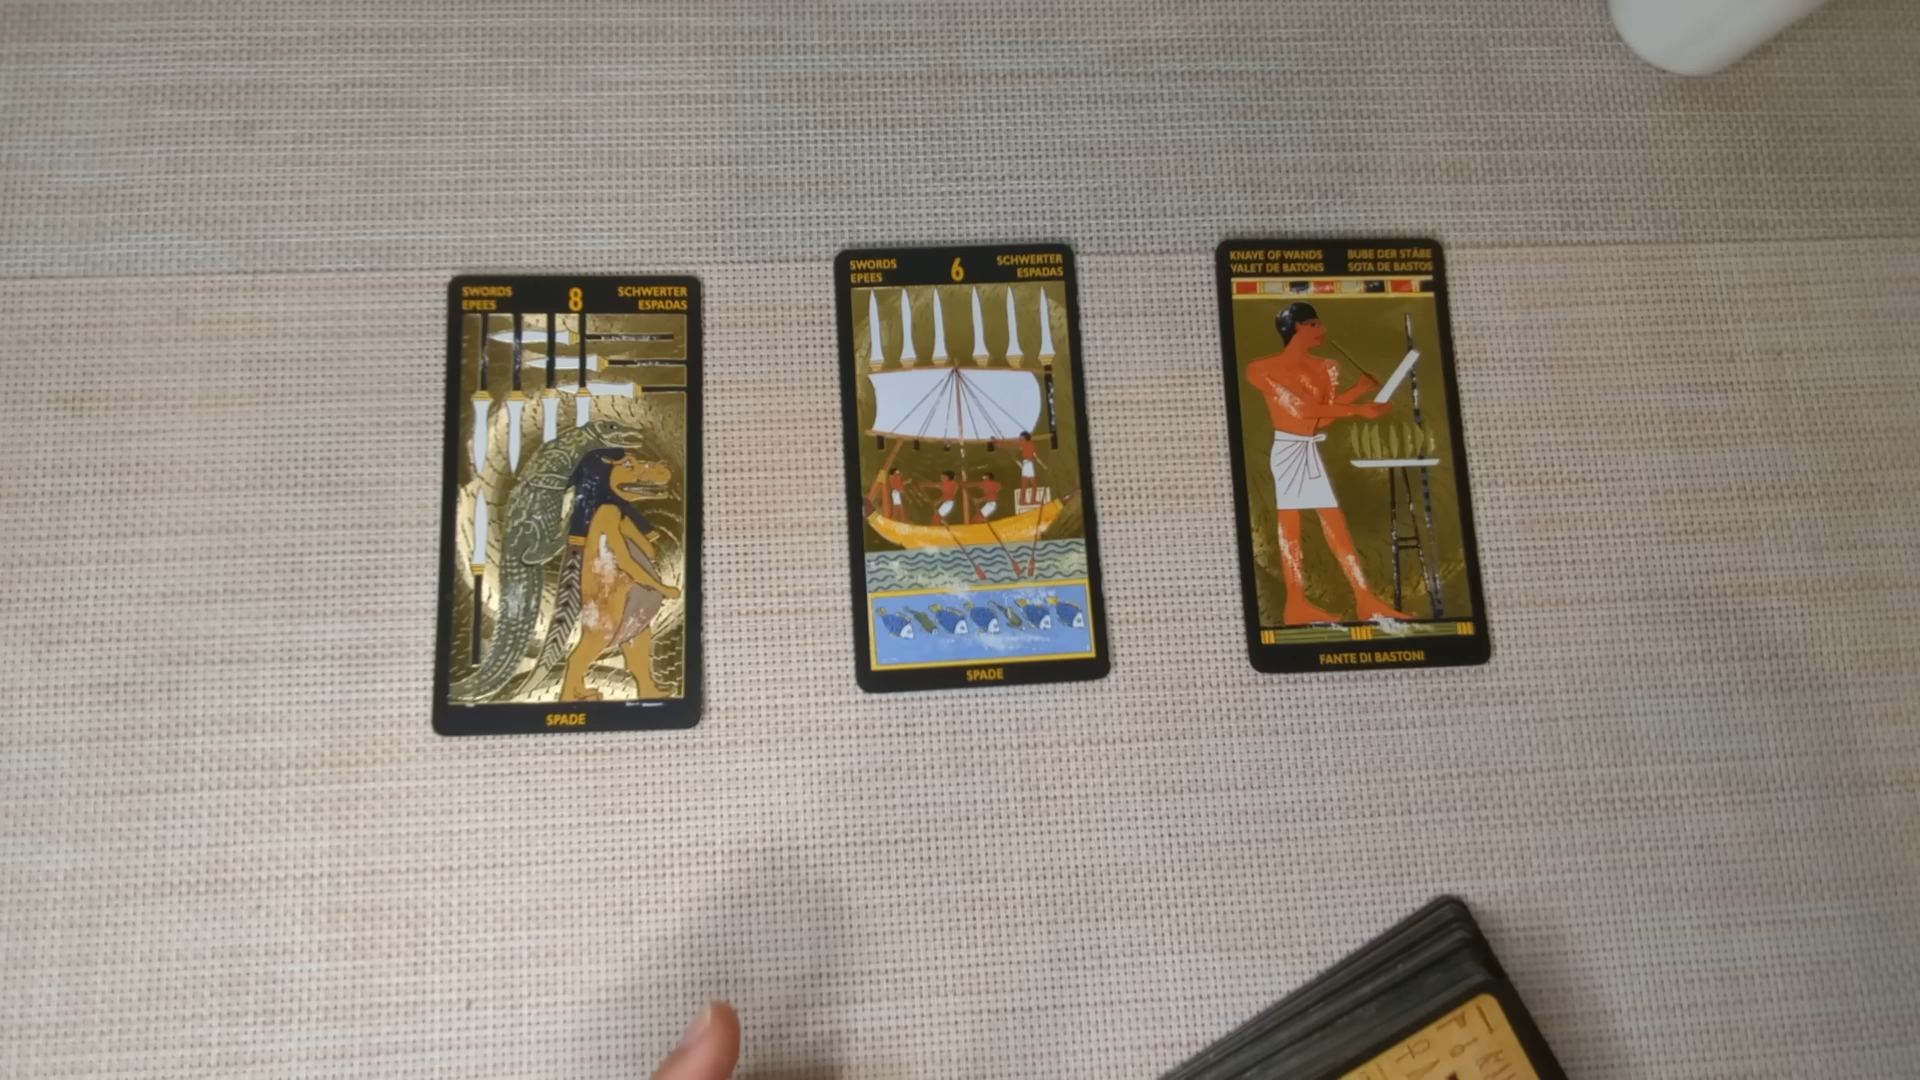 SWORDS 8 SCHWERTER
EPEES ESPADAS
SPADE
SWORDS 6 SCHWERTER
EPEES ESPADAS
SPADE
KNAVE OF WANDS BUBE DER STÄBE
VALET DE BATONS SOTA DE BASTOS
FANTE DI BASTONI